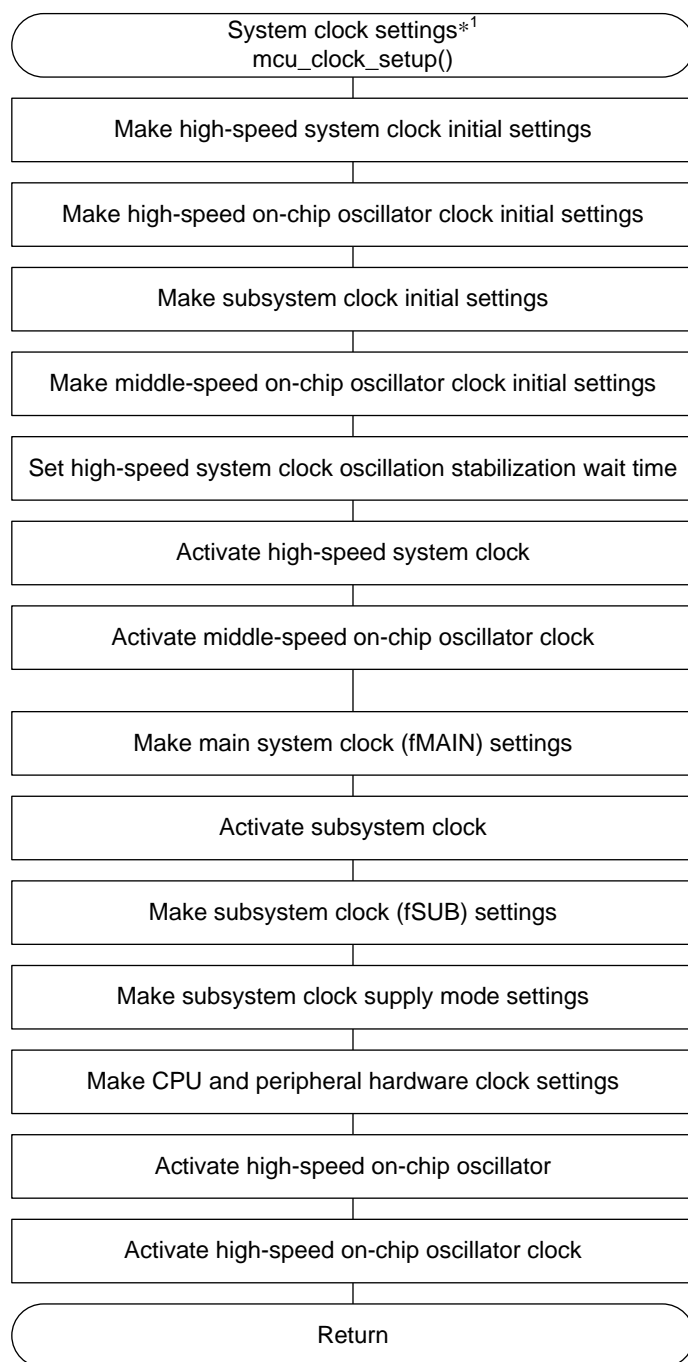 System clock settings*1
mcu_clock_setup()
Make high-speed system clock initial settings
Make high-speed on-chip oscillator clock initial settings
Make subsystem clock initial settings
Make middle-speed on-chip oscillator clock initial settings
Set high-speed system clock oscillation stabilization wait time
Activate high-speed system clock
Activate middle-speed on-chip oscillator clock
Make main system clock (fMAIN) settings
Activate subsystem clock
Make subsystem clock (fSUB) settings
Make subsystem clock supply mode settings
Make CPU and peripheral hardware clock settings
Activate high-speed on-chip oscillator
Activate high-speed on-chip oscillator clock
Return